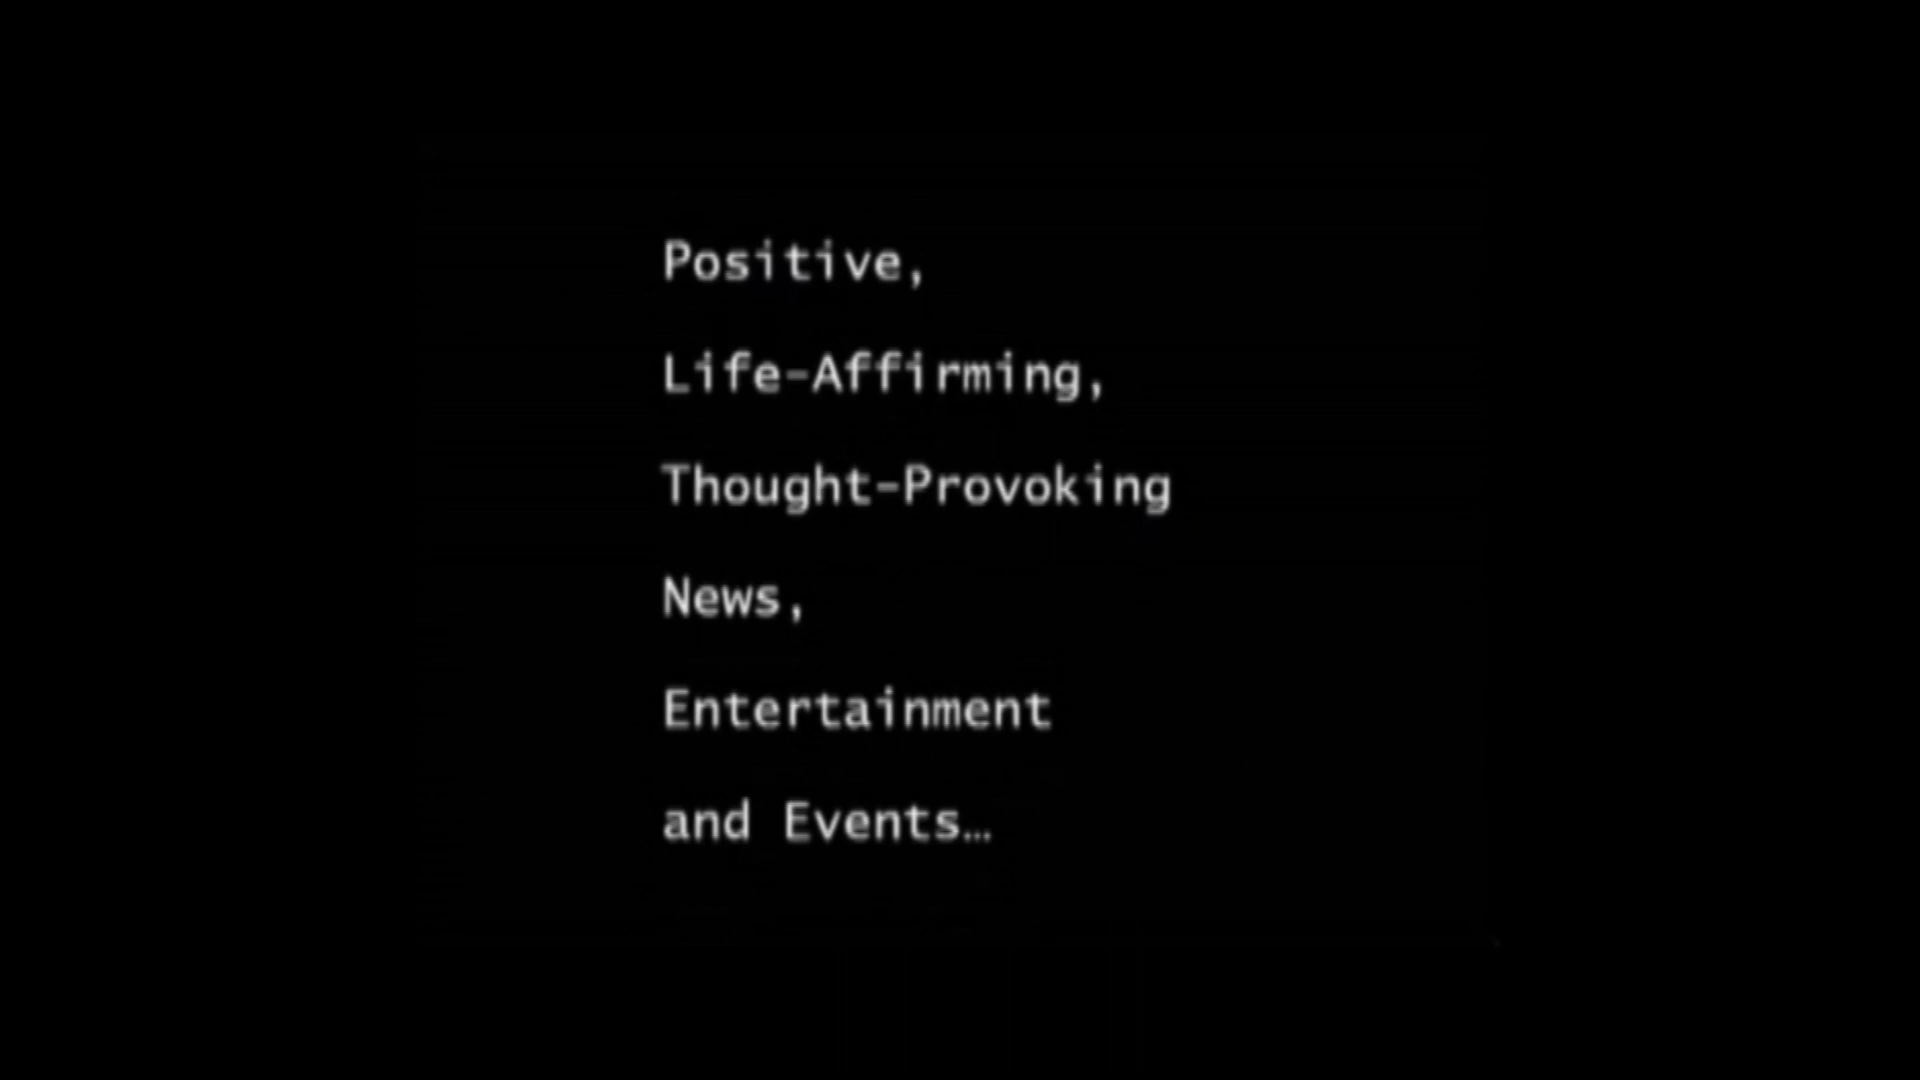 Positive,
Life-Affirming,
Thought-Provoking
News,
Entertainment
and Events…